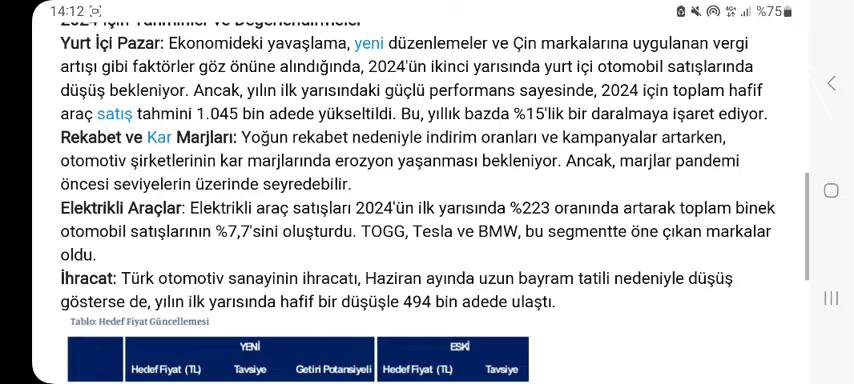 14:12 %75
2024 İçin Tahminler ve Değerlendirmeler
Yurt İçi Pazar: Ekonomideki yavaşlama, yeni düzenlemeler ve Çin markalarına uygulanan vergi
artışı gibi faktörler göz önüne alındığında, 2024'ün ikinci yarısında yurt içi otomobil satışlarında
düşüş bekleniyor. Ancak, yılın ilk yarısındaki güçlü performans sayesinde, 2024 için toplam hafif
araç satış tahmini 1.045 bin adede yükseltildi. Bu, yıllık bazda %15'lik bir daralmaya işaret ediyor.
Rekabet ve Kar Marjları: Yoğun rekabet nedeniyle indirim oranları ve kampanyalar artarken,
otomotiv şirketlerinin kar marjlarında erozyon yaşanması bekleniyor. Ancak, marjlar pandemi
öncesi seviyelerin üzerinde seyredebilir.
Elektrikli Araçlar: Elektrikli araç satışları 2024'ün ilk yarısında %223 oranında artarak toplam binek
otomobil satışlarının %7,7'sini oluşturdu. TOGG, Tesla ve BMW, bu segmentte öne çıkan markalar
oldu.
İhracat: Türk otomotiv sanayinin ihracatı, Haziran ayında uzun bayram tatili nedeniyle düşüş
gösterse de, yılın ilk yarısında hafif bir düşüşle 494 bin adede ulaştı.
Tablo: Hedef Fiyat Güncellemesi
YENİ ESKİ
Hedef Fiyat (TL) Tavsiye Getiri Potansiyeli Hedef Fiyat (TL) Tavsiye